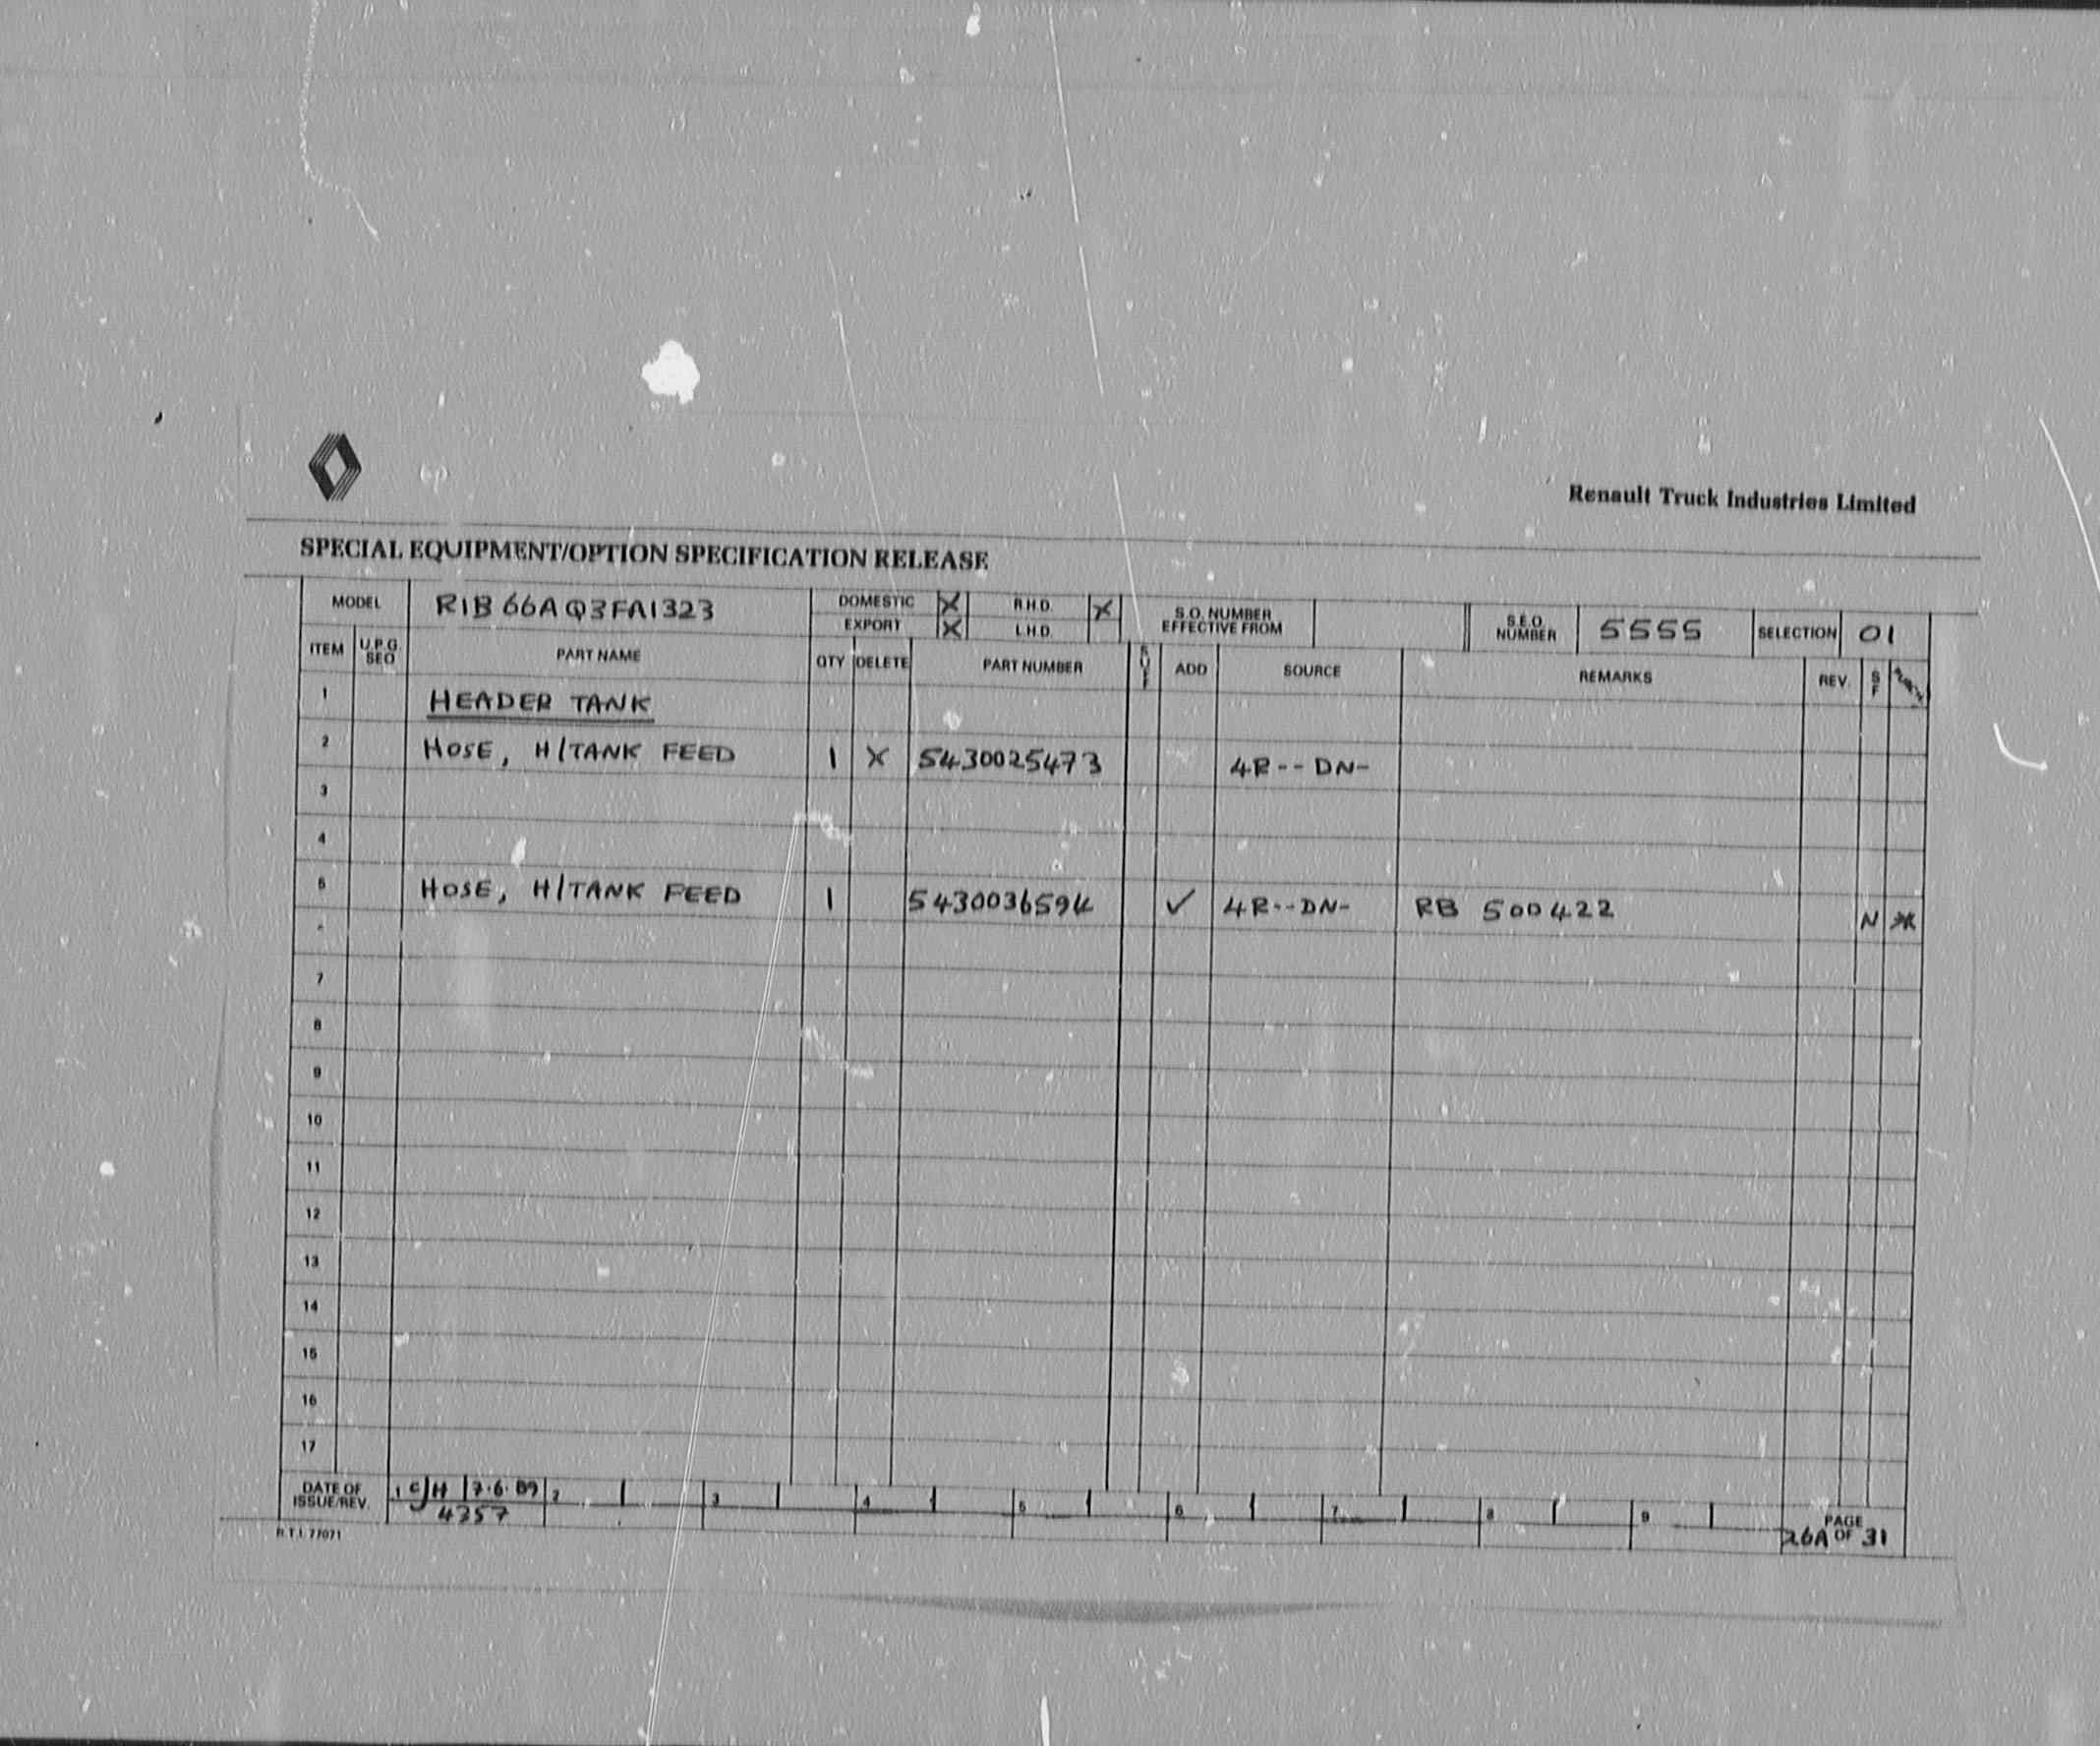 Renault Truck Industries Limited
SPECIAL EQUIPMENT/OPTION SPECIFICATION RELEASE
MODEL R1B 66A Q3FA1323 DOMESTIC X R.H.D. X S.O. NUMBER EFFECTIVE FROM S.E.O. NUMBER 5555 SELECTION 01
EXPORT X L.H.D.
ITEM U.P.G. SEO PART NAME QTY DELETE PART NUMBER ADD SOURCE REMARKS REV. S F
1 HEADER TANK
2 HOSE, H/TANK FEED 1 X 5430025473 4R--DN-
3
4
5 HOSE, H/TANK FEED 1 5430036594 ✓ 4R--DN- RB 500422 N
7
8
9
10
11
12
13
14
15
16
17
DATE OF ISSUE/REV. 1 CJH 7.6.89 2 3 4 5 6 7 8 9 PAGE
4357 26A OF 31
R.T.I. 77071